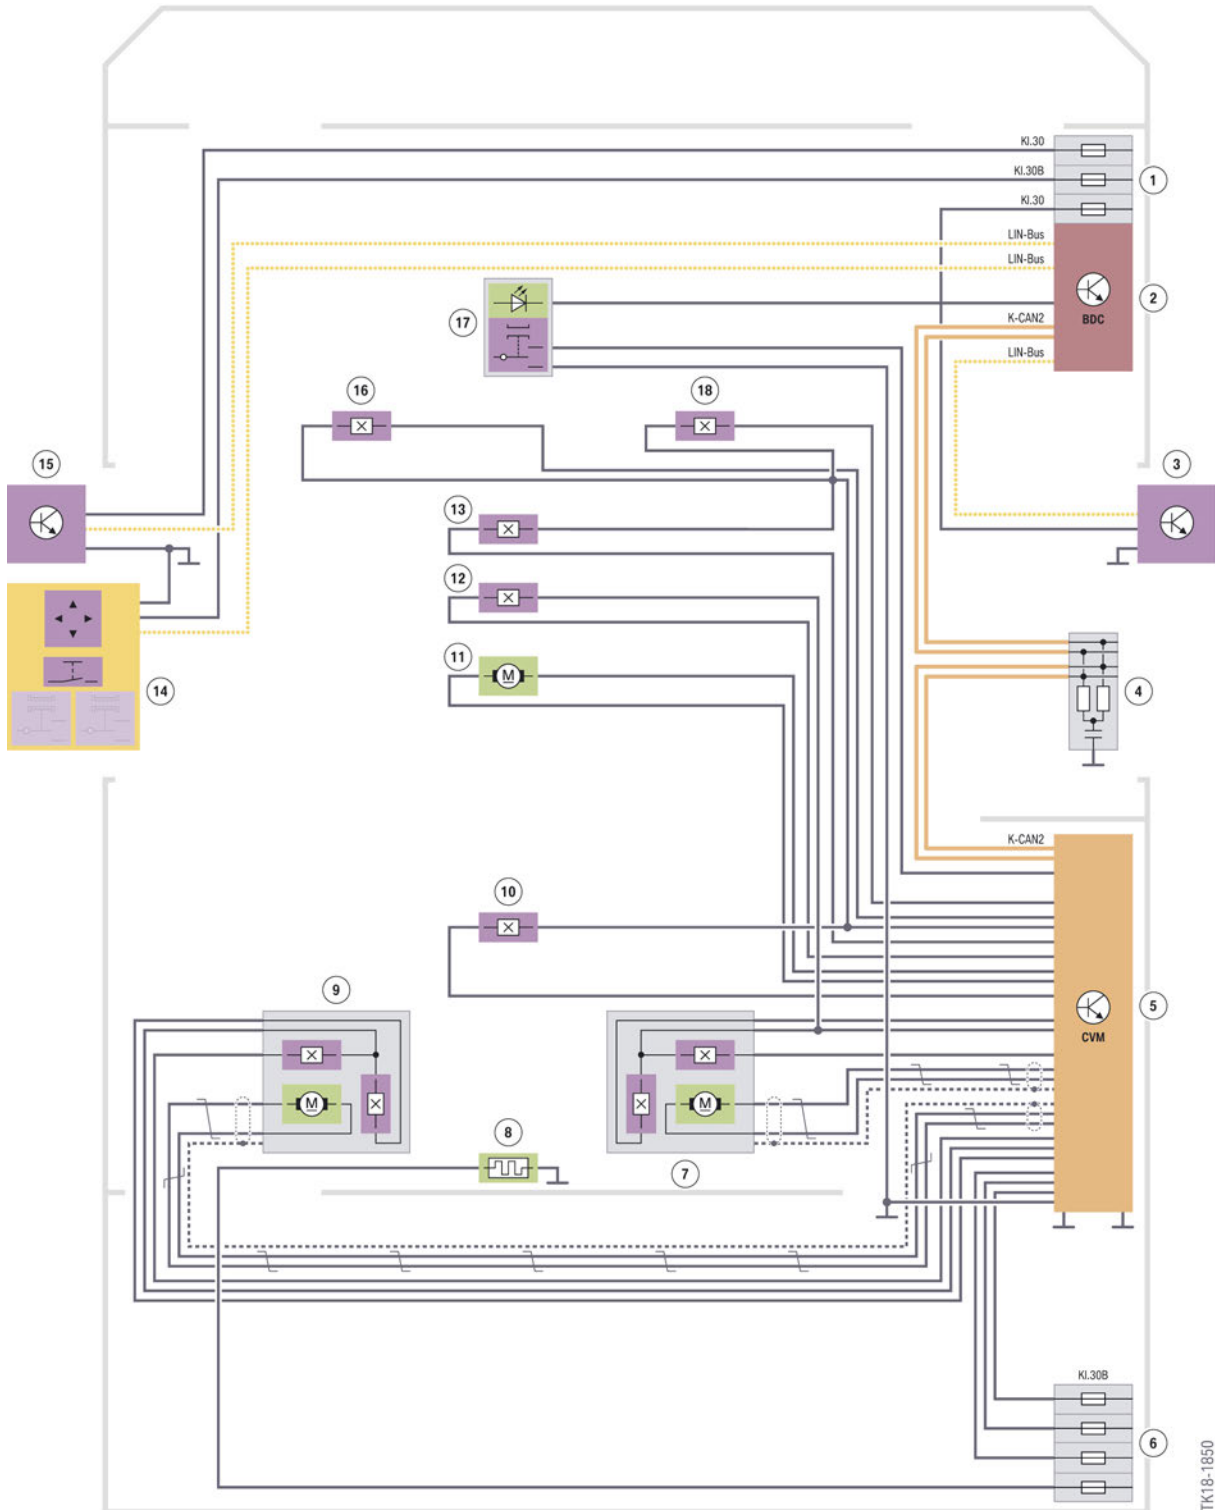 Kl.30
Kl.30B
1
Kl.30
LIN-Bus
LIN-Bus
2
17
K-CAN2
BDC
LIN-Bus
16
18
15
3
13
12
11
14
4
K-CAN2
10
9
5
CVM
M
M
M
8
7
Kl.30B
6
TK18-1850